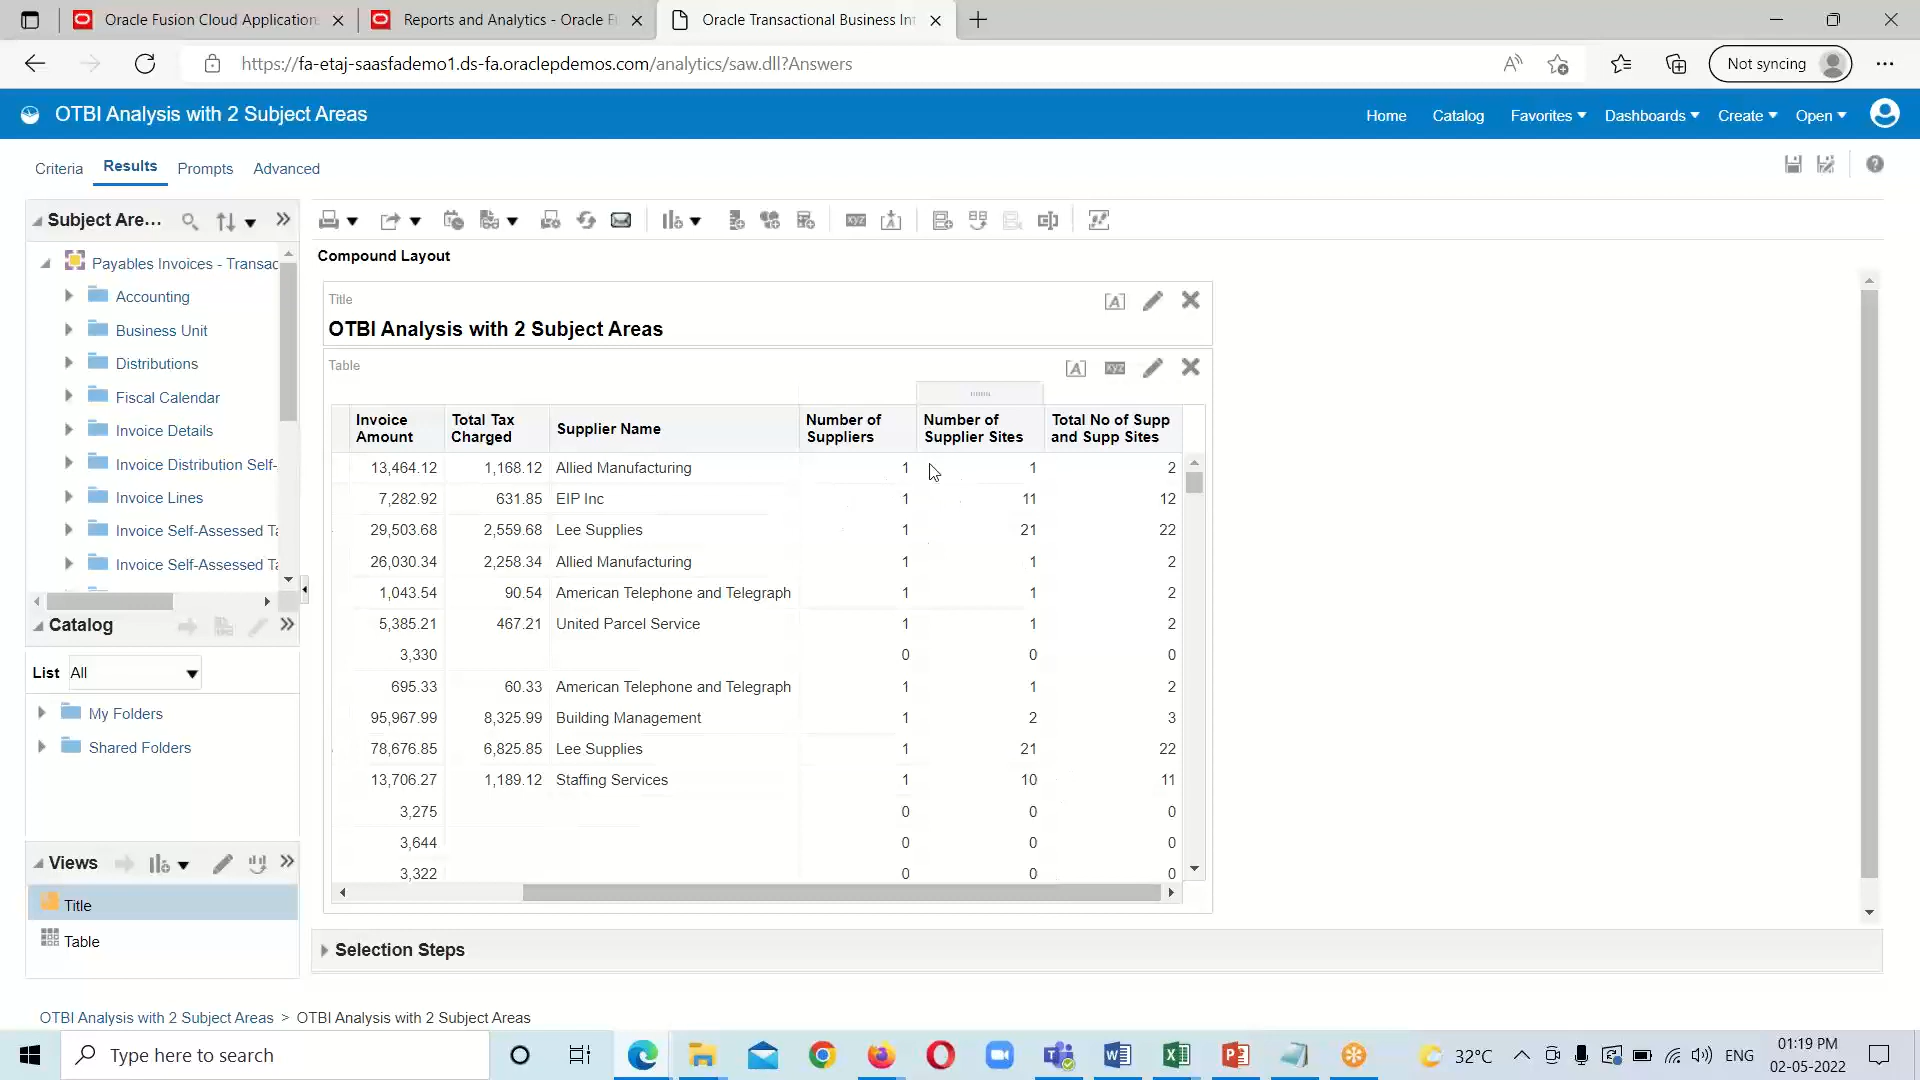 Oracle Fusion Cloud Application
Reports and Analytics - Oracle F
Oracle Transactional Business Int
https://fa-etaj-saasfademo1.ds-fa.oraclepdemos.com/analytics/saw.dll?Answers
Not syncing
OTBI Analysis with 2 Subject Areas
Home Catalog Favorites Dashboards Create Open
Criteria Results Prompts Advanced
Subject Are...
Payables Invoices - Transac
Accounting
Business Unit
Distributions
Fiscal Calendar
Invoice Details
Invoice Distribution Self-
Invoice Lines
Invoice Self-Assessed Ta
Invoice Self-Assessed Ta
Catalog
List All
My Folders
Shared Folders
Views
Title
Table
Compound Layout
Title
OTBI Analysis with 2 Subject Areas
Table
Invoice Amount Total Tax Charged Supplier Name Number of Suppliers Number of Supplier Sites Total No of Supp and Supp Sites
13,464.12 1,168.12 Allied Manufacturing 1 1 2
7,282.92 631.85 EIP Inc 1 11 12
29,503.68 2,559.68 Lee Supplies 1 21 22
26,030.34 2,258.34 Allied Manufacturing 1 1 2
1,043.54 90.54 American Telephone and Telegraph 1 1 2
5,385.21 467.21 United Parcel Service 1 1 2
3,330 0 0 0
695.33 60.33 American Telephone and Telegraph 1 1 2
95,967.99 8,325.99 Building Management 1 2 3
78,676.85 6,825.85 Lee Supplies 1 21 22
13,706.27 1,189.12 Staffing Services 1 10 11
3,275 0 0 0
3,644 0 0 0
3,322 0 0 0
Selection Steps
OTBI Analysis with 2 Subject Areas > OTBI Analysis with 2 Subject Areas
Type here to search
32°C
ENG
01:19 PM
02-05-2022